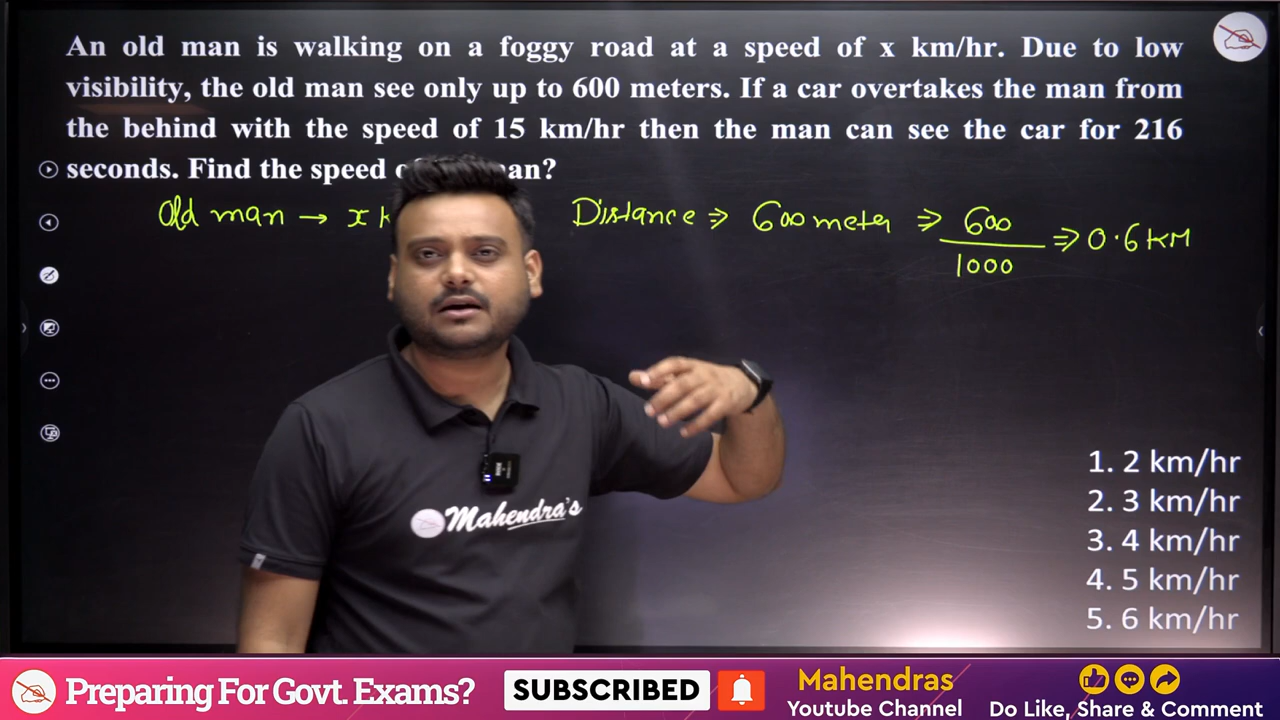 An old man is walking on a foggy road at a speed of x km/hr. Due to low
visibility, the old man see only up to 600 meters. If a car overtakes the man from
the behind with the speed of 15 km/hr then the man can see the car for 216
seconds. Find the speed an?
Old man → x k
Distance ⇒ 600 meter ⇒ 600
1000
⇒ 0.6 KM
1. 2 km/hr
2. 3 km/hr
3. 4 km/hr
4. 5 km/hr
5. 6 km/hr
Mahendra's
Preparing For Govt. Exams?
SUBSCRIBED
Mahendras
Youtube Channel
Do Like, Share & Comment